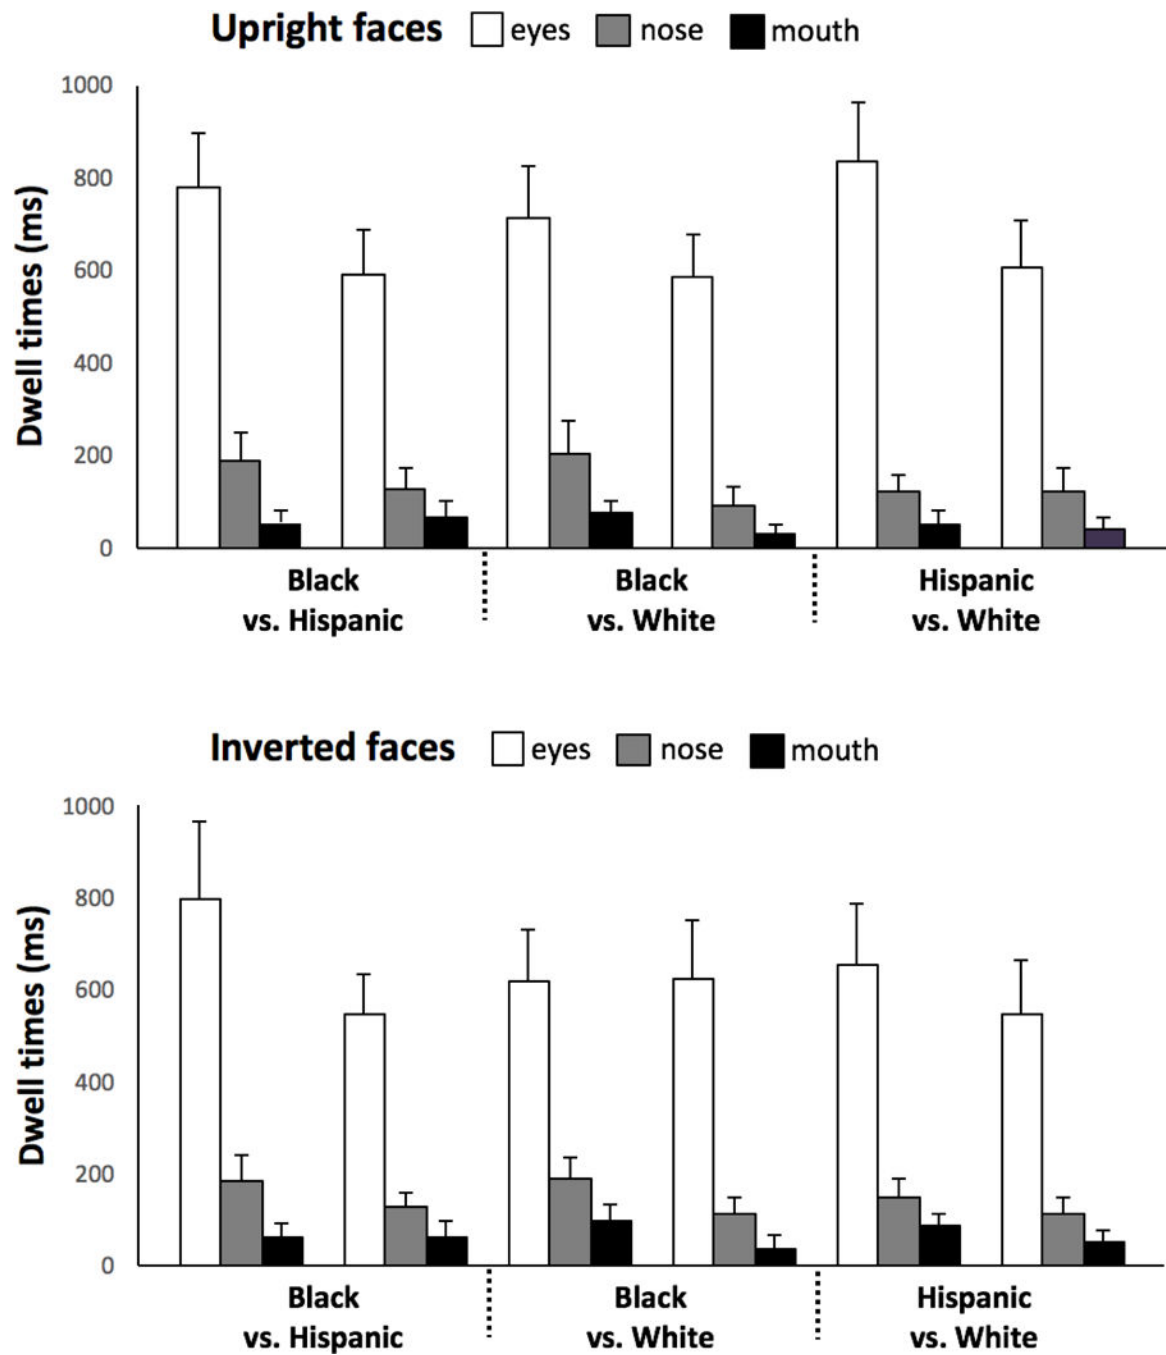 Upright faces eyes nose mouth
Dwell times (ms)
1000
800
600
400
200
0
Black
vs. Hispanic
Black
vs. White
Hispanic
vs. White
Inverted faces eyes nose mouth
Dwell times (ms)
1000
800
600
400
200
0
Black
vs. Hispanic
Black
vs. White
Hispanic
vs. White